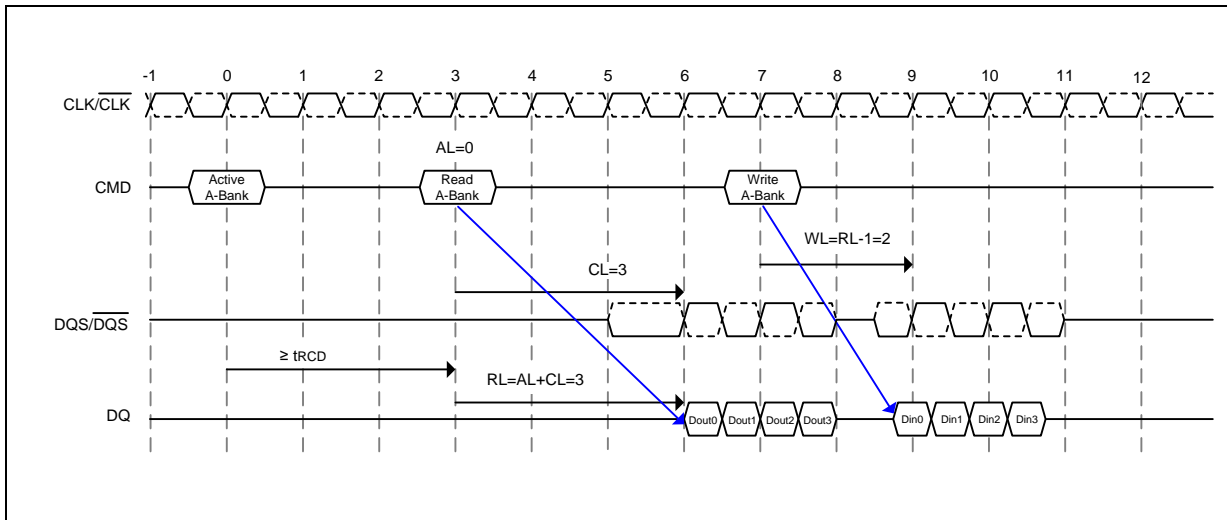 -1 0 1 2 3 4 5 6 7 8 9 10 11 12
CLK/CLK
AL=0
CMD
Active
A-Bank
Read
A-Bank
Write
A-Bank
WL=RL-1=2
CL=3
DQS/DQS
≥ tRCD
RL=AL+CL=3
DQ
Dout0 Dout1 Dout2 Dout3 Din0 Din1 Din2 Din3